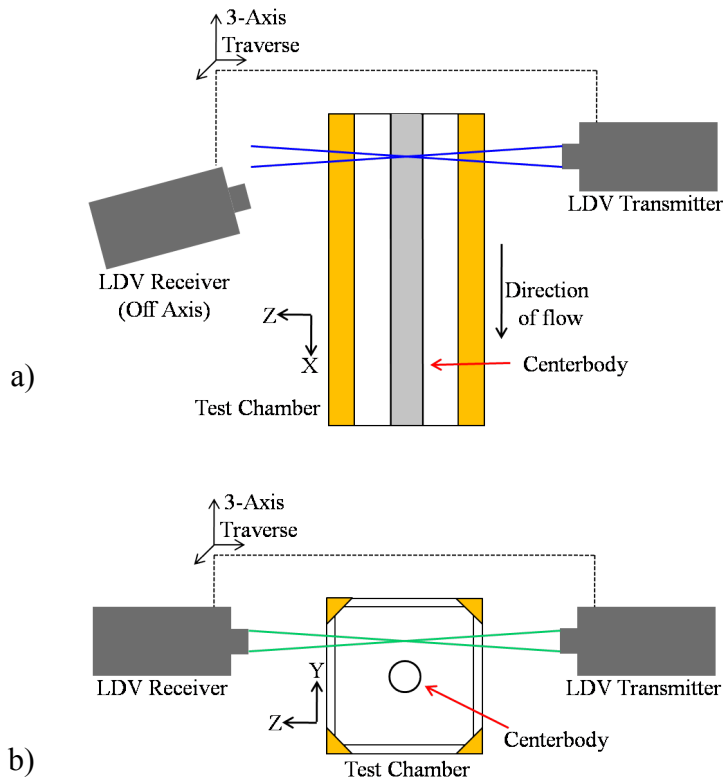 3-Axis
Traverse
LDV Transmitter
LDV Receiver
(Off Axis)
Direction
of flow
Z
X
Centerbody
a)
Test Chamber
3-Axis
Traverse
LDV Receiver
Y
LDV Transmitter
Z
Centerbody
b)
Test Chamber